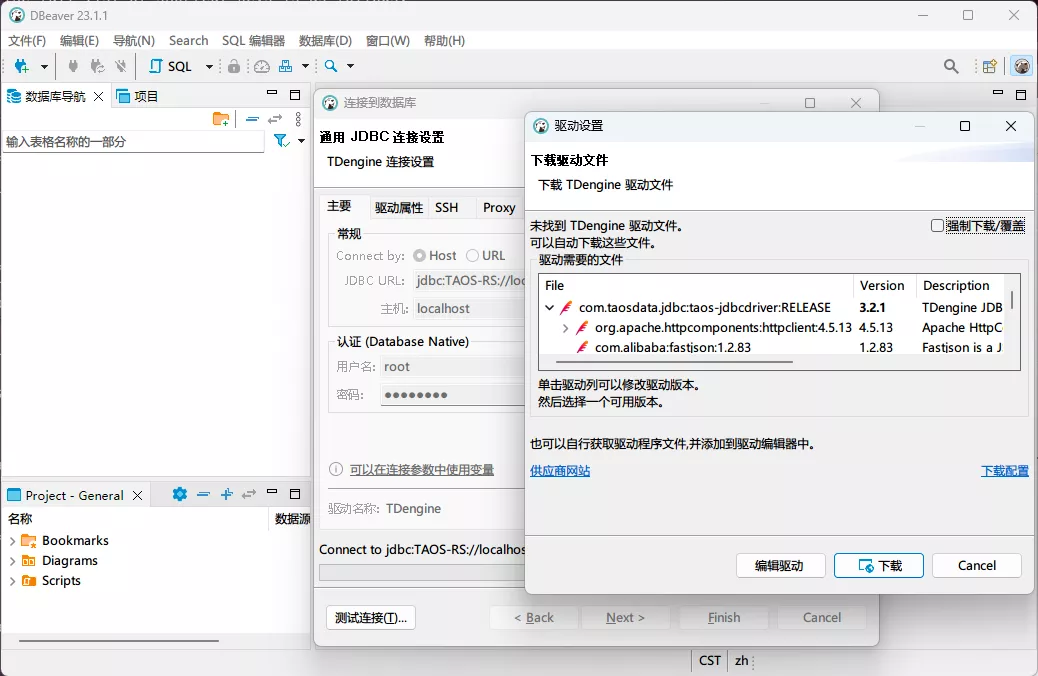 DBeaver 23.1.1
文件(F) 编辑(E) 导航(N) Search SQL 编辑器 数据库(D) 窗口(W) 帮助(H)
SQL
数据库导航 项目
输入表格名称的一部分
Project - General
名称 数据源
Bookmarks
Diagrams
Scripts
连接到数据库
通用 JDBC 连接设置
TDengine 连接设置
主要 驱动属性 SSH Proxy
常规
Connect by: Host URL
JDBC URL: jdbc:TAOS-RS://loc
主机: localhost
认证 (Database Native)
用户名: root
密码: ●●●●●●●●
可以在连接参数中使用变量
驱动名称: TDengine
Connect to jdbc:TAOS-RS://localhos
测试连接(T)... < Back Next > Finish Cancel
驱动设置
下载驱动文件
下载 TDengine 驱动文件
未找到 TDengine 驱动文件。 强制下载/覆盖
可以自动下载这些文件。
驱动需要的文件
File Version Description
com.taosdata.jdbc:taos-jdbcdriver:RELEASE 3.2.1 TDengine JDB
org.apache.httpcomponents:httpclient:4.5.13 4.5.13 Apache HttpC
com.alibaba:fastjson:1.2.83 1.2.83 Fastjson is a J
单击驱动列可以修改驱动版本。
然后选择一个可用版本。
也可以自行获取驱动程序文件,并添加到驱动编辑器中。
供应商网站 下载配置
编辑驱动 下载 Cancel
CST zh